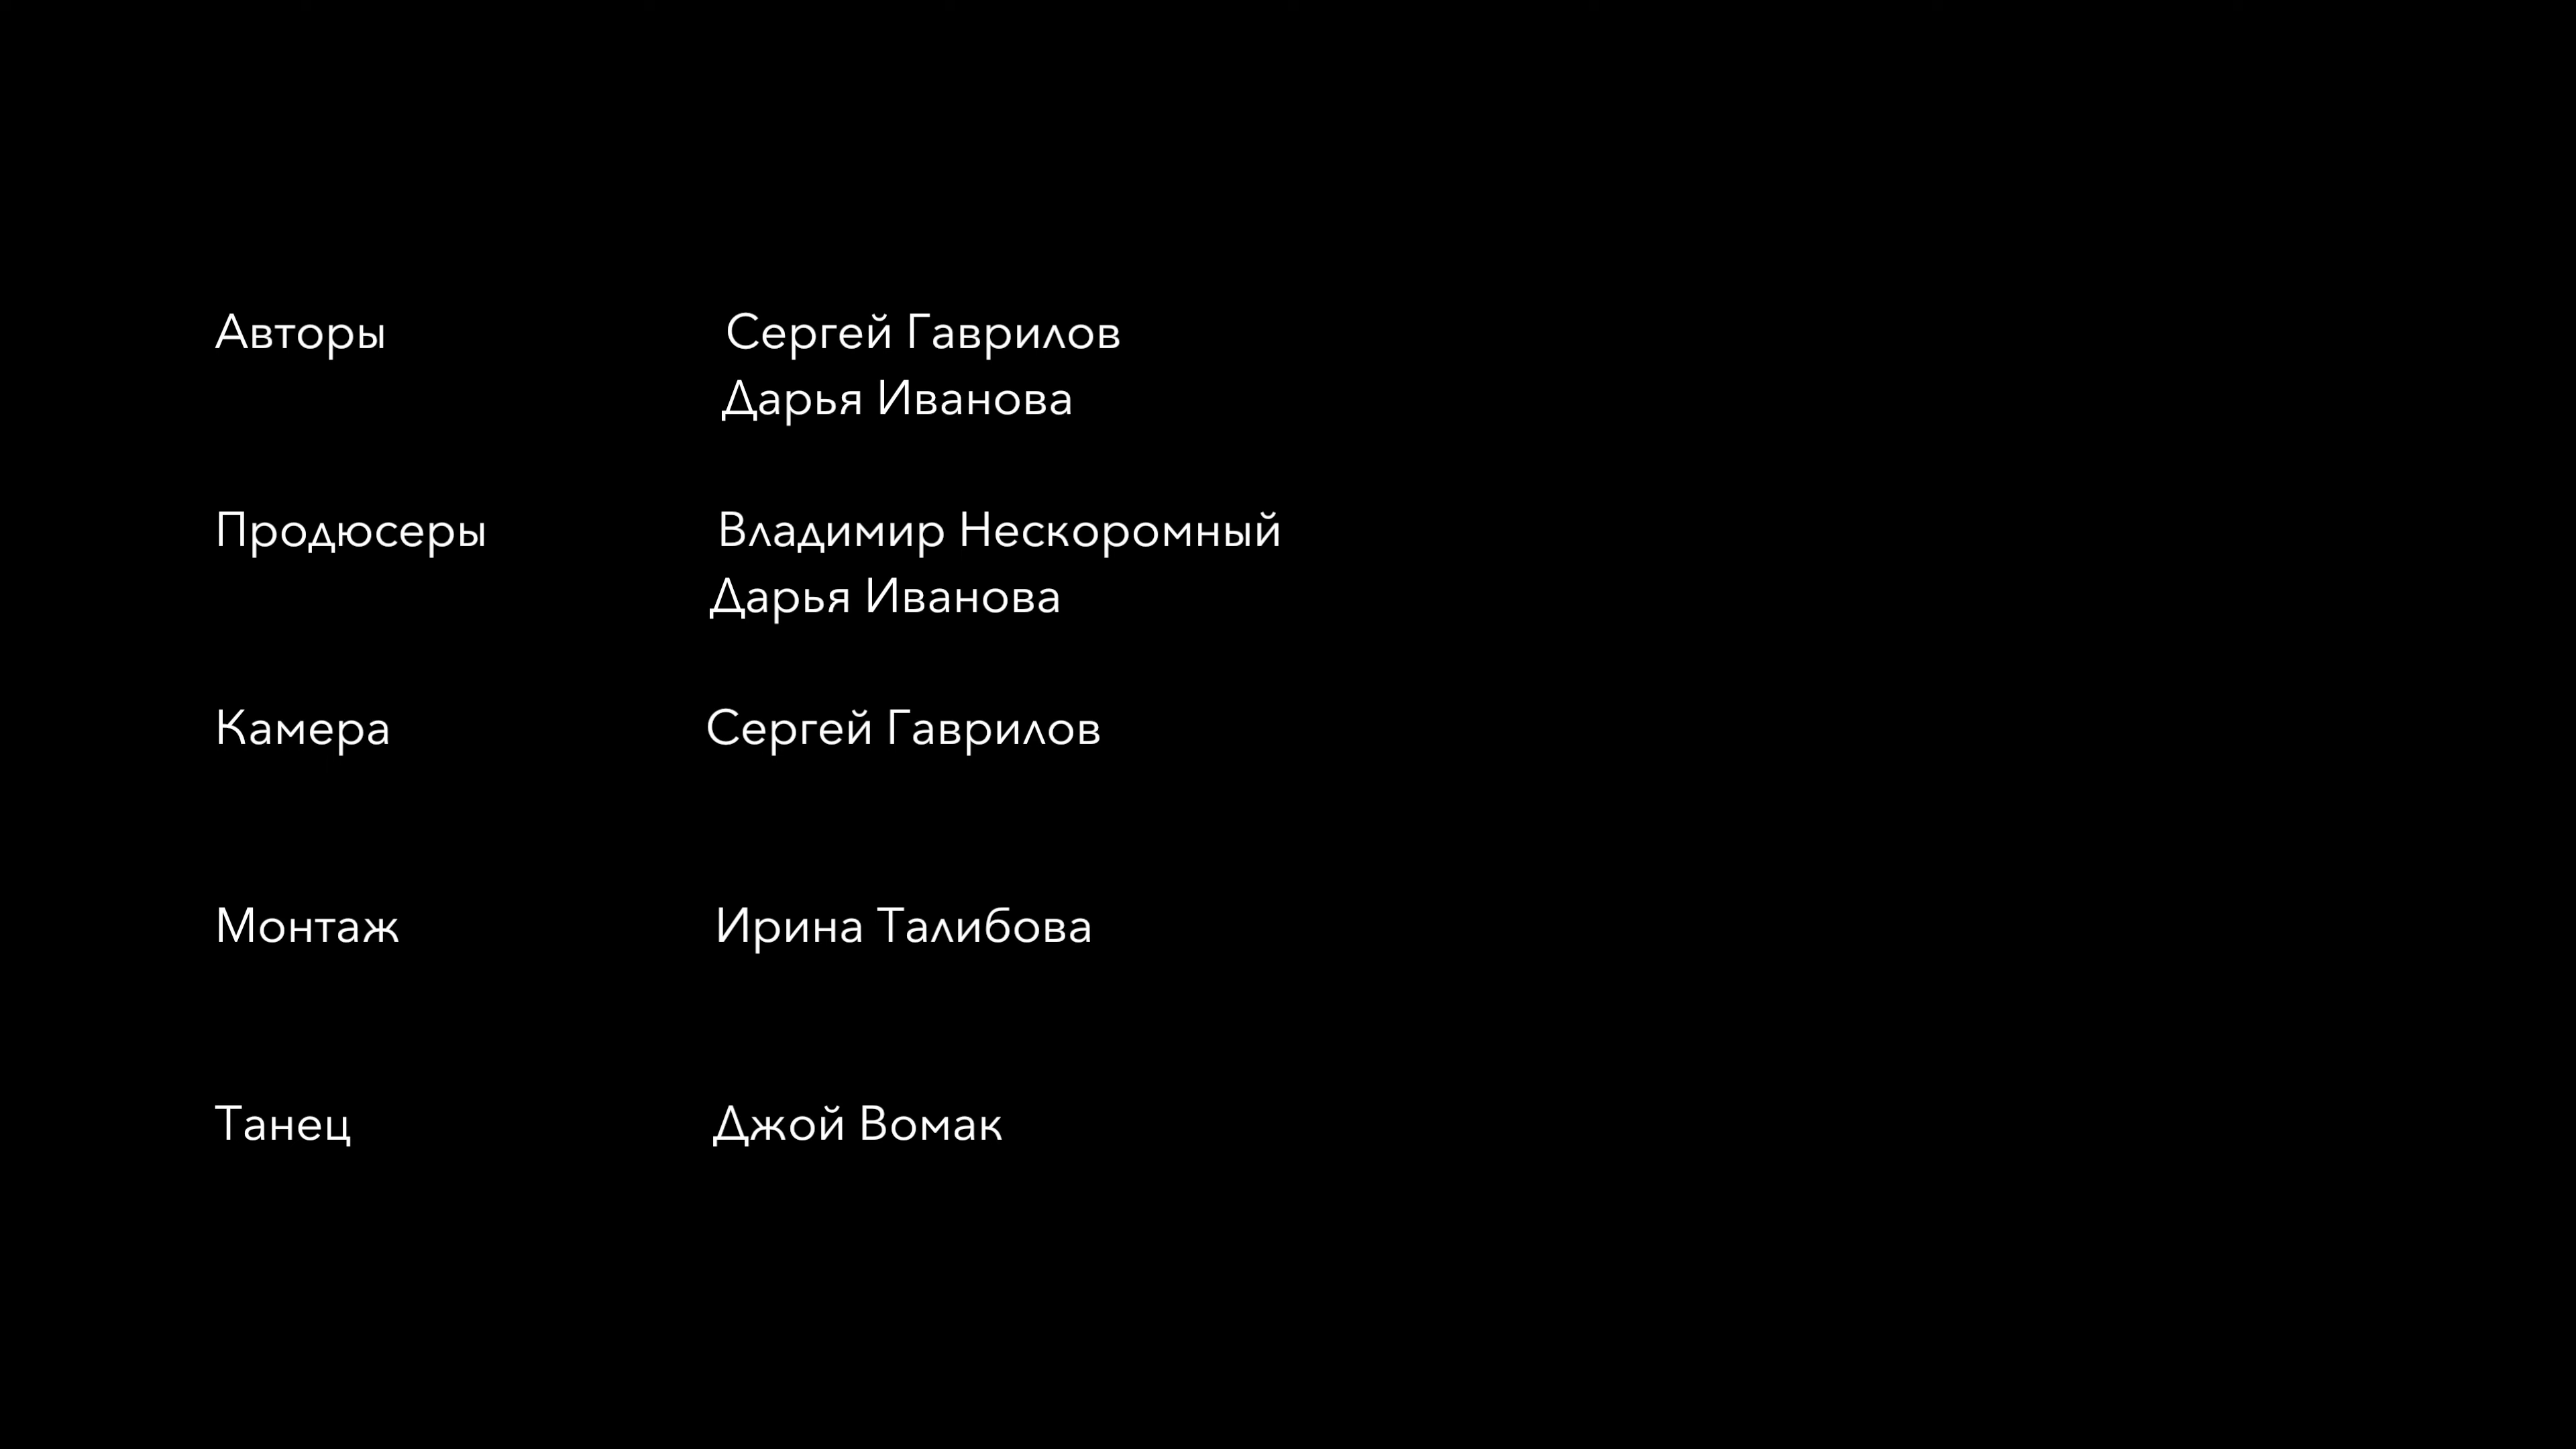 Авторы Сергей Гаврилов
Дарья Иванова
Продюсеры Владимир Нескоромный
Дарья Иванова
Камера Сергей Гаврилов
Монтаж Ирина Талибова
Танец Джой Вомак